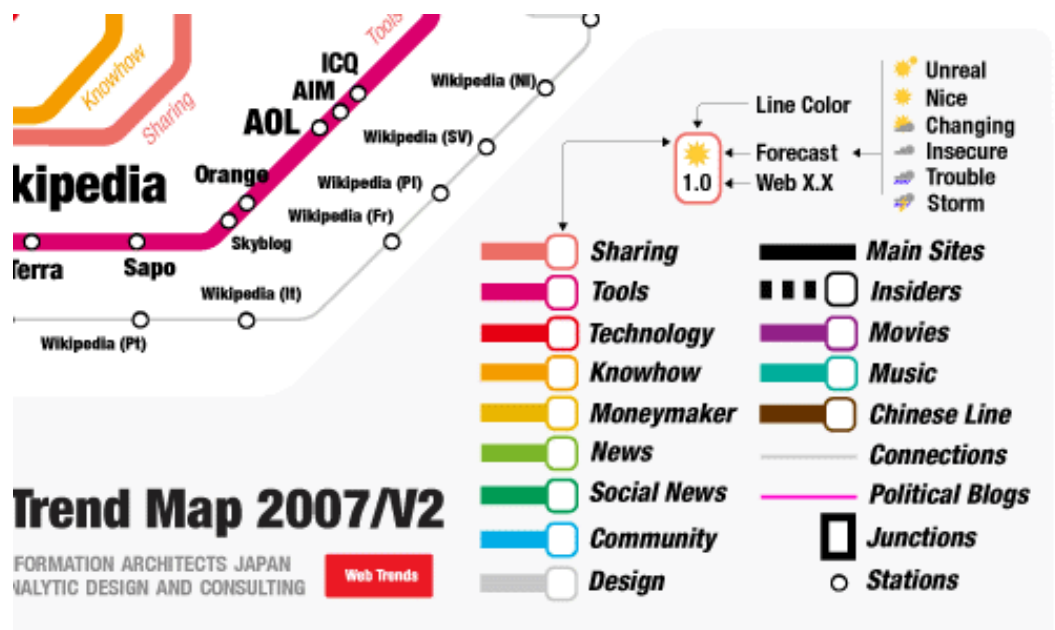 Tools
Knowhow
Sharing
ICQ
AIM
AOL
kipedia
Orange
Skyblog
Terra
Sapo
Wikipedia (Nl)
Wikipedia (SV)
Wikipedia (Pl)
Wikipedia (Fr)
Wikipedia (It)
Wikipedia (Pt)
Line Color
Forecast
Web X.X
1.0
Unreal
Nice
Changing
Insecure
Trouble
Storm
Sharing
Tools
Technology
Knowhow
Moneymaker
News
Social News
Community
Design
Main Sites
Insiders
Movies
Music
Chinese Line
Connections
Political Blogs
Junctions
Stations
Trend Map 2007/V2
FORMATION ARCHITECTS JAPAN
NALYTIC DESIGN AND CONSULTING
Web Trends